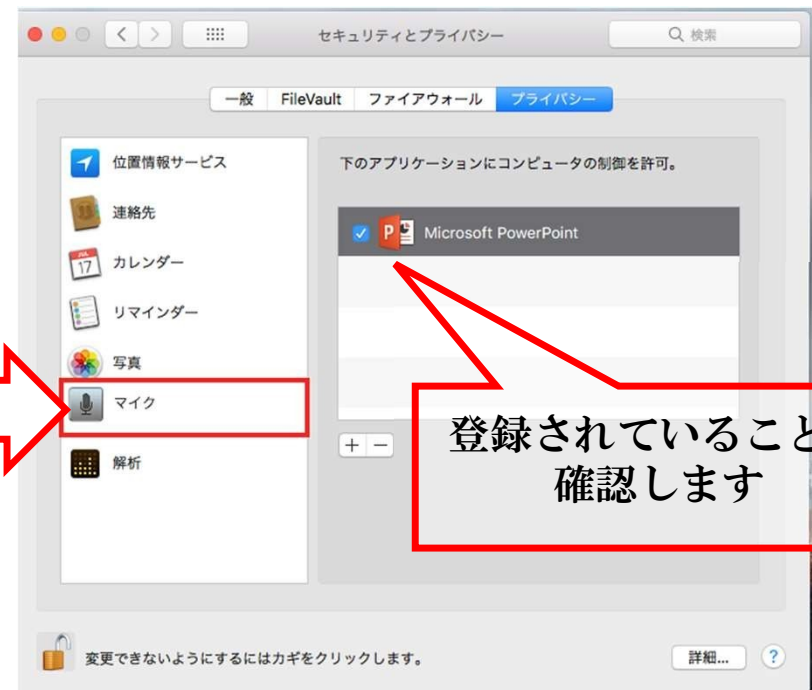 セキュリティとプライバシー
検索
一般 FileVault ファイアウォール プライバシー
位置情報サービス
連絡先
JUL
17
カレンダー
リマインダー
写真
マイク
解析
下のアプリケーションにコンピュータの制御を許可。
P
Microsoft PowerPoint
+ −
登録されていること
確認します
変更できないようにするにはカギをクリックします。
詳細...
?